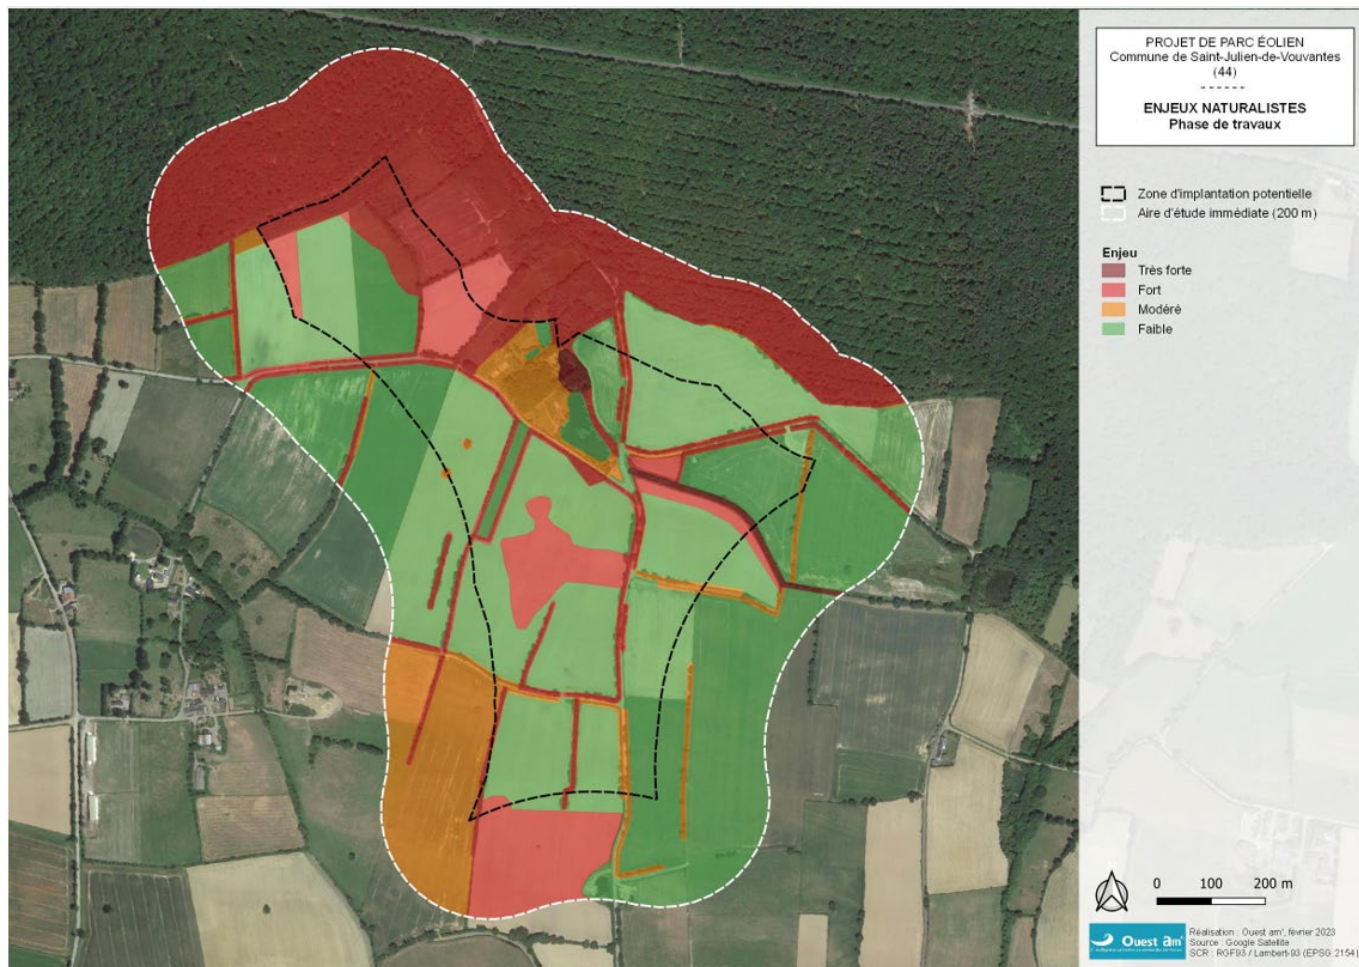 PROJET DE PARC ÉOLIEN
Commune de Saint-Julien-de-Vouvantes
(44)
------
ENJEUX NATURALISTES
Phase de travaux
Zone d'implantation potentielle
Aire d'étude immédiate (200 m)
Enjeu
Très forte
Fort
Modéré
Faible
0 100 200 m
Ouest am'
Réalisation : Ouest am', février 2023
Source : Google Satellite
SCR : RGF93 / Lambert-93 (EPSG:2154)